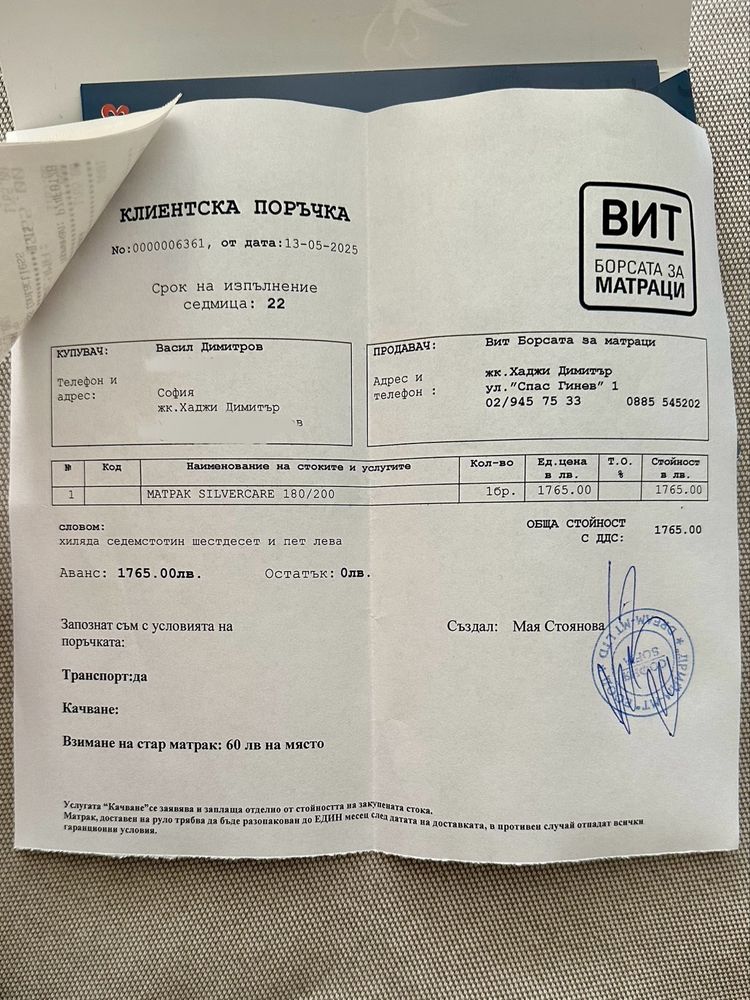 КЛИЕНТСКА ПОРЪЧКА
No:0000006361, от дата:13-05-2025
Срок на изпълнение
седмица: 22
ВИТ
БОРСАТА ЗА
МАТРАЦИ
КУПУВАЧ: Васил Димитров
Телефон и
адрес:
София
жк.Хаджи Димитър
в
ПРОДАВАЧ: Вит Борсата за матраци
Адрес и
телефон :
жк.Хаджи Димитър
ул."Спас Гинев" 1
02/945 75 33 0885 545202
№ Код Наименование на стоките и услугите Кол-во Ед.цена в лв. Т.О. % Стойност в лв.
1 МАТРАК SILVERCARE 180/200 1бр. 1765.00 1765.00
СЛОВОМ:
хиляда седемстотин шестдесет и пет лева
ОБЩА СТОЙНОСТ
С ДДС: 1765.00
Аванс: 1765.00лв. Остатък: 0лв.
Запознат съм с условията на
поръчката:
Създал: Мая Стоянова
Транспорт:да
Качване:
Взимане на стар матрак: 60 лв на място
Услугата "Качване"се заявява и заплаща отделно от стойността на закупената стока.
Матрак, доставен на руло трябва да бъде разопакован до ЕДИН месец след датата на доставката, в противен случай отпадат всички
гаранционни условия.